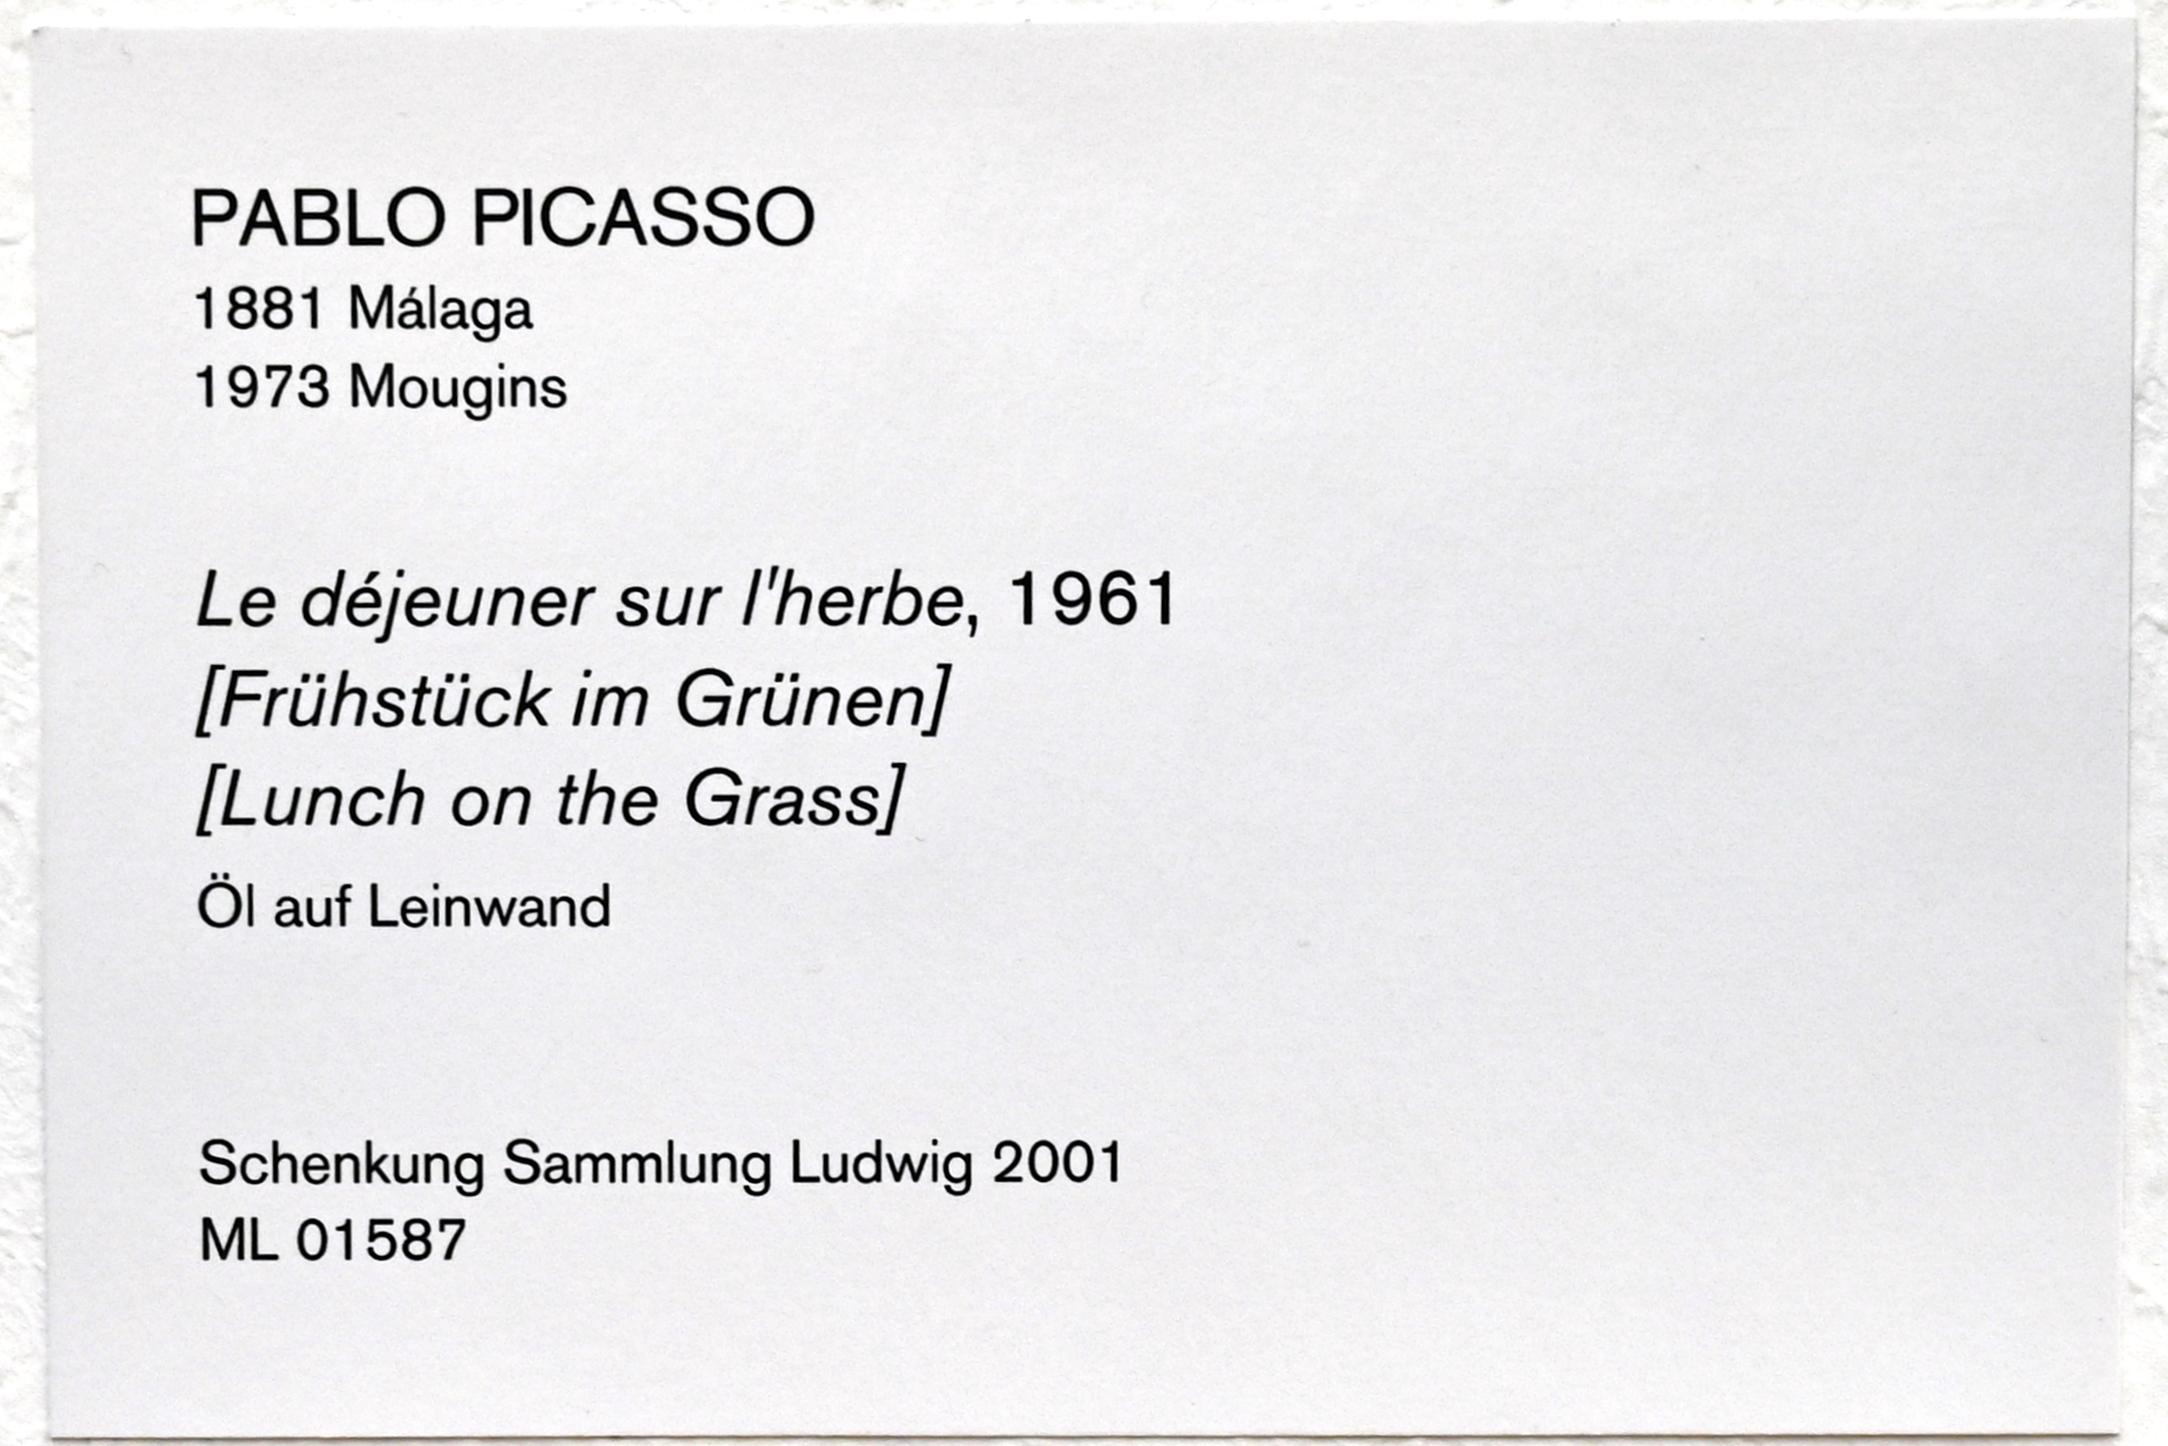 PABLO PICASSO
1881 Málaga
1973 Mougins
Le déjeuner sur l'herbe, 1961
[Frühstück im Grünen]
[Lunch on the Grass]
Öl auf Leinwand
Schenkung Sammlung Ludwig 2001
ML 01587